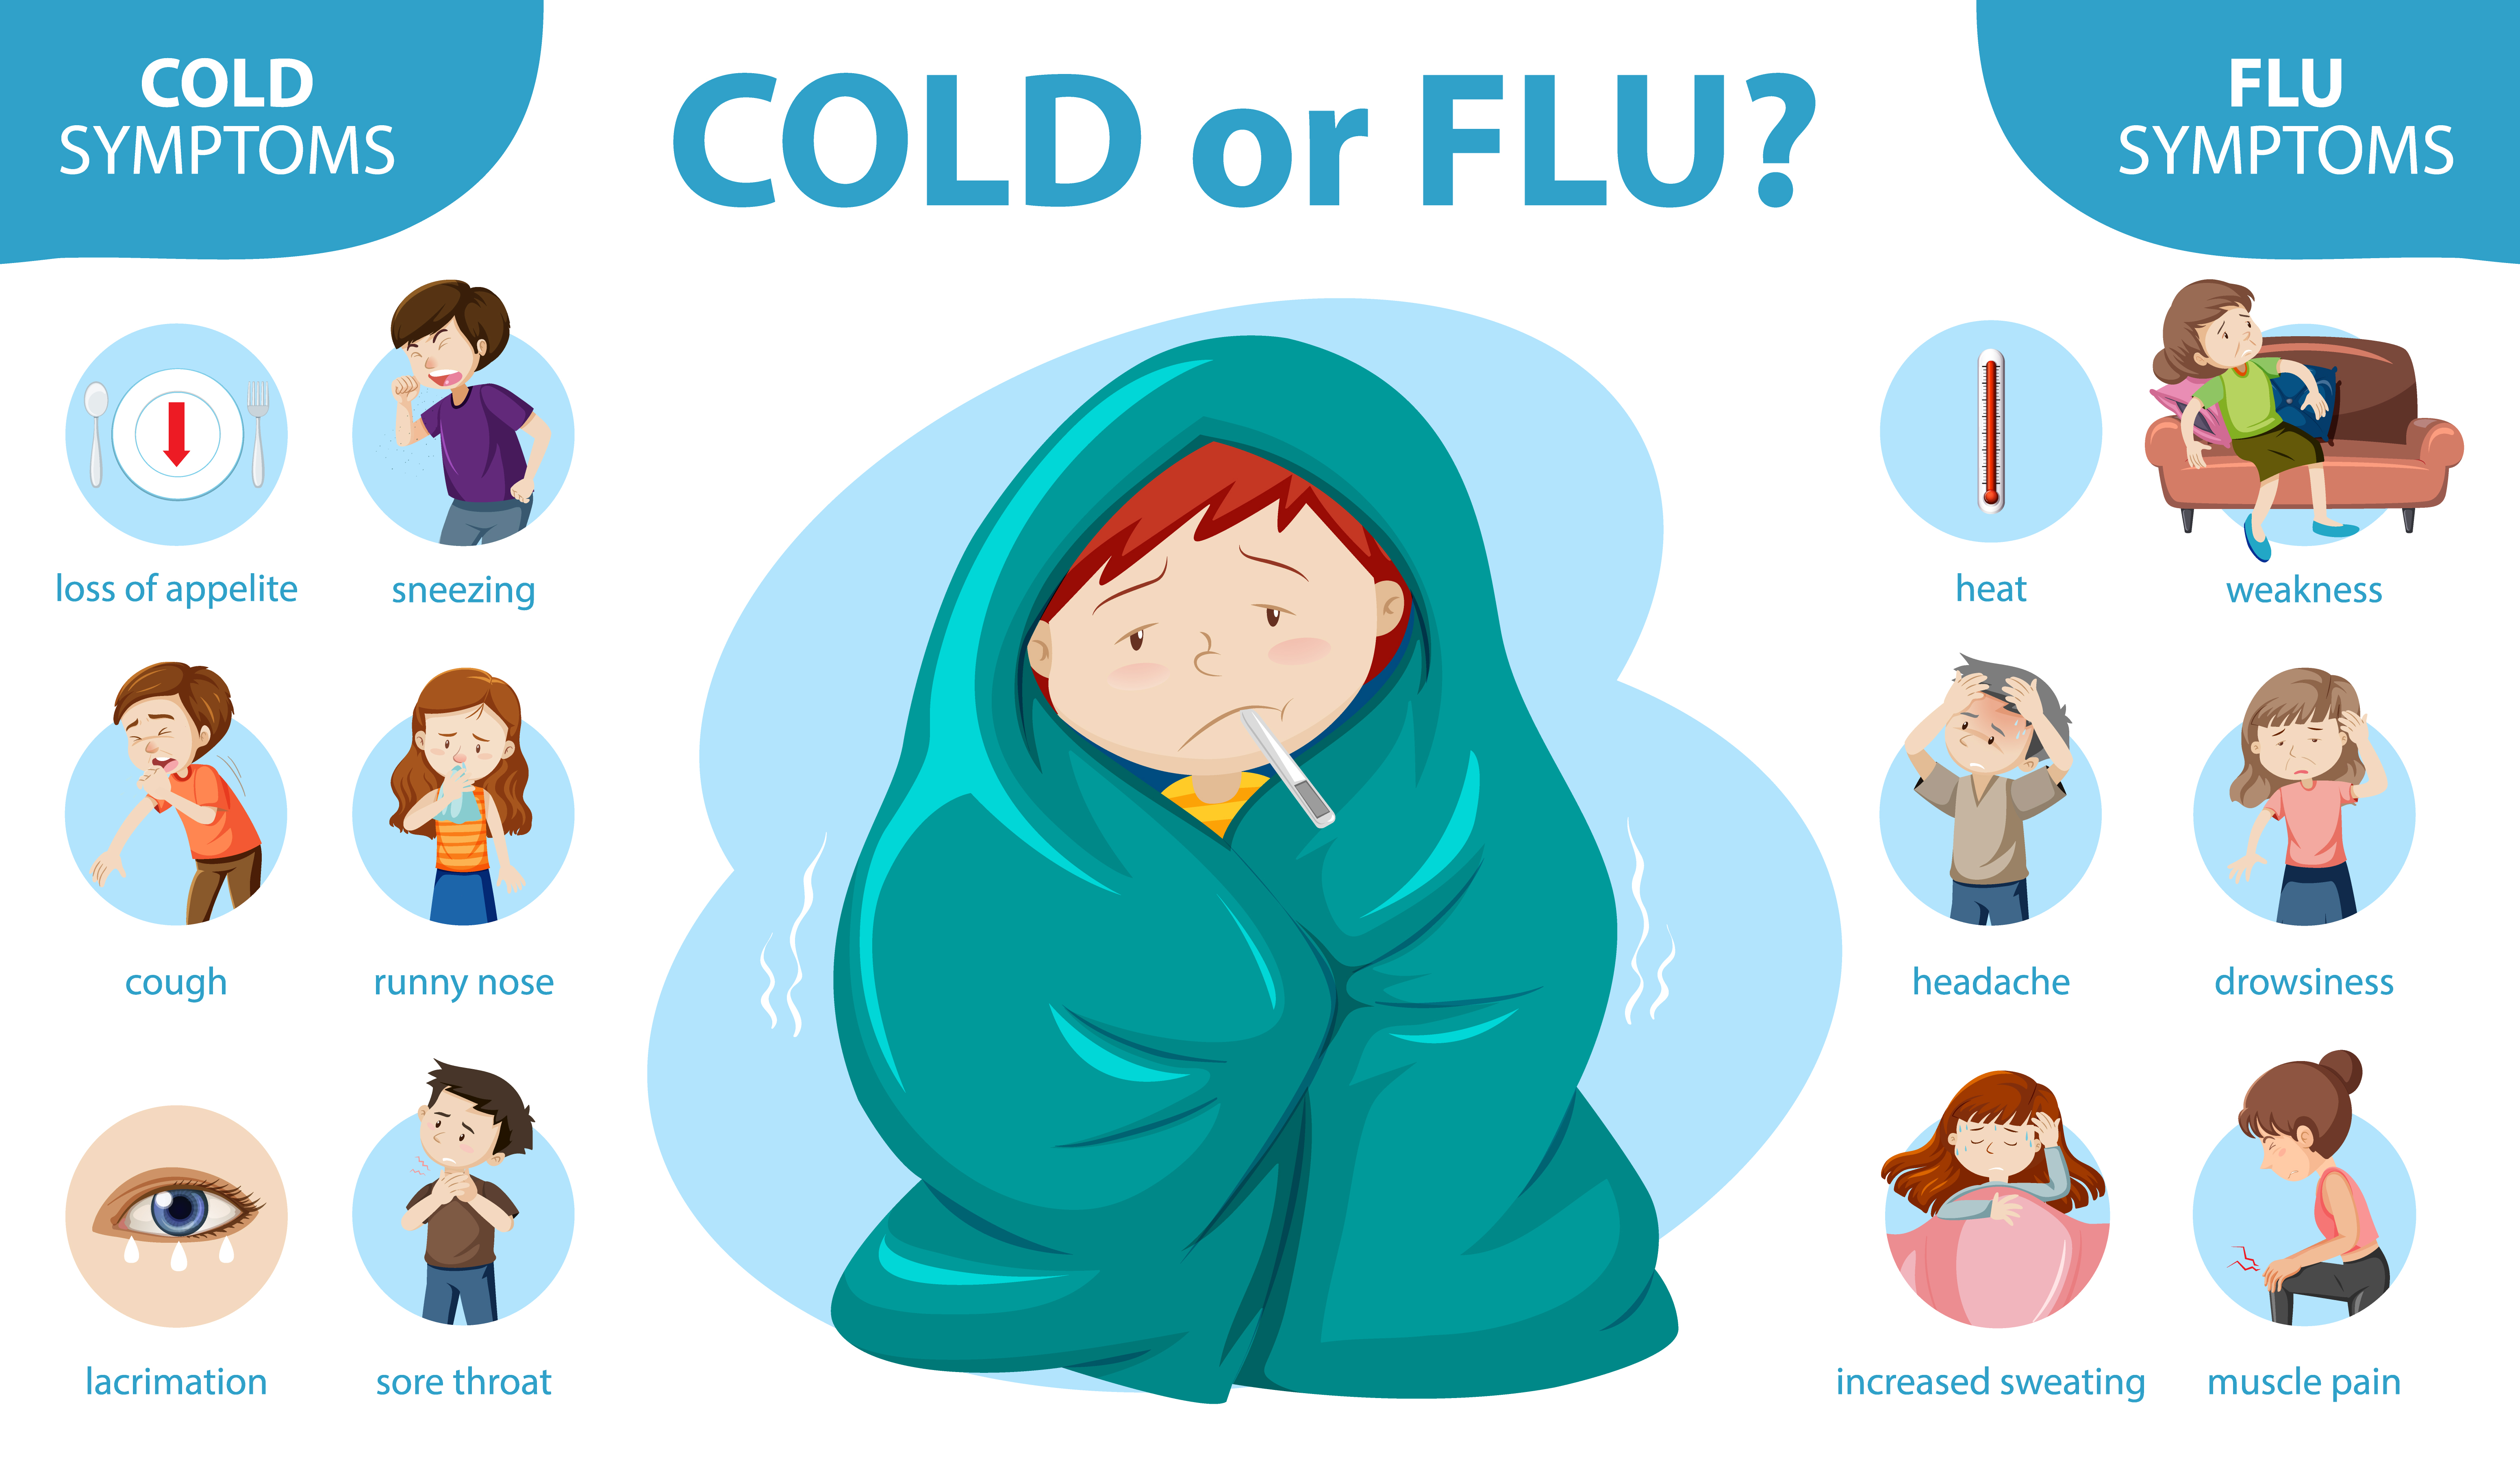 COLD
SYMPTOMS
COLD or FLU?
FLU
SYMPTOMS
loss of appelite
sneezing
cough
runny nose
lacrimation
sore throat
heat
weakness
headache
drowsiness
increased sweating
muscle pain